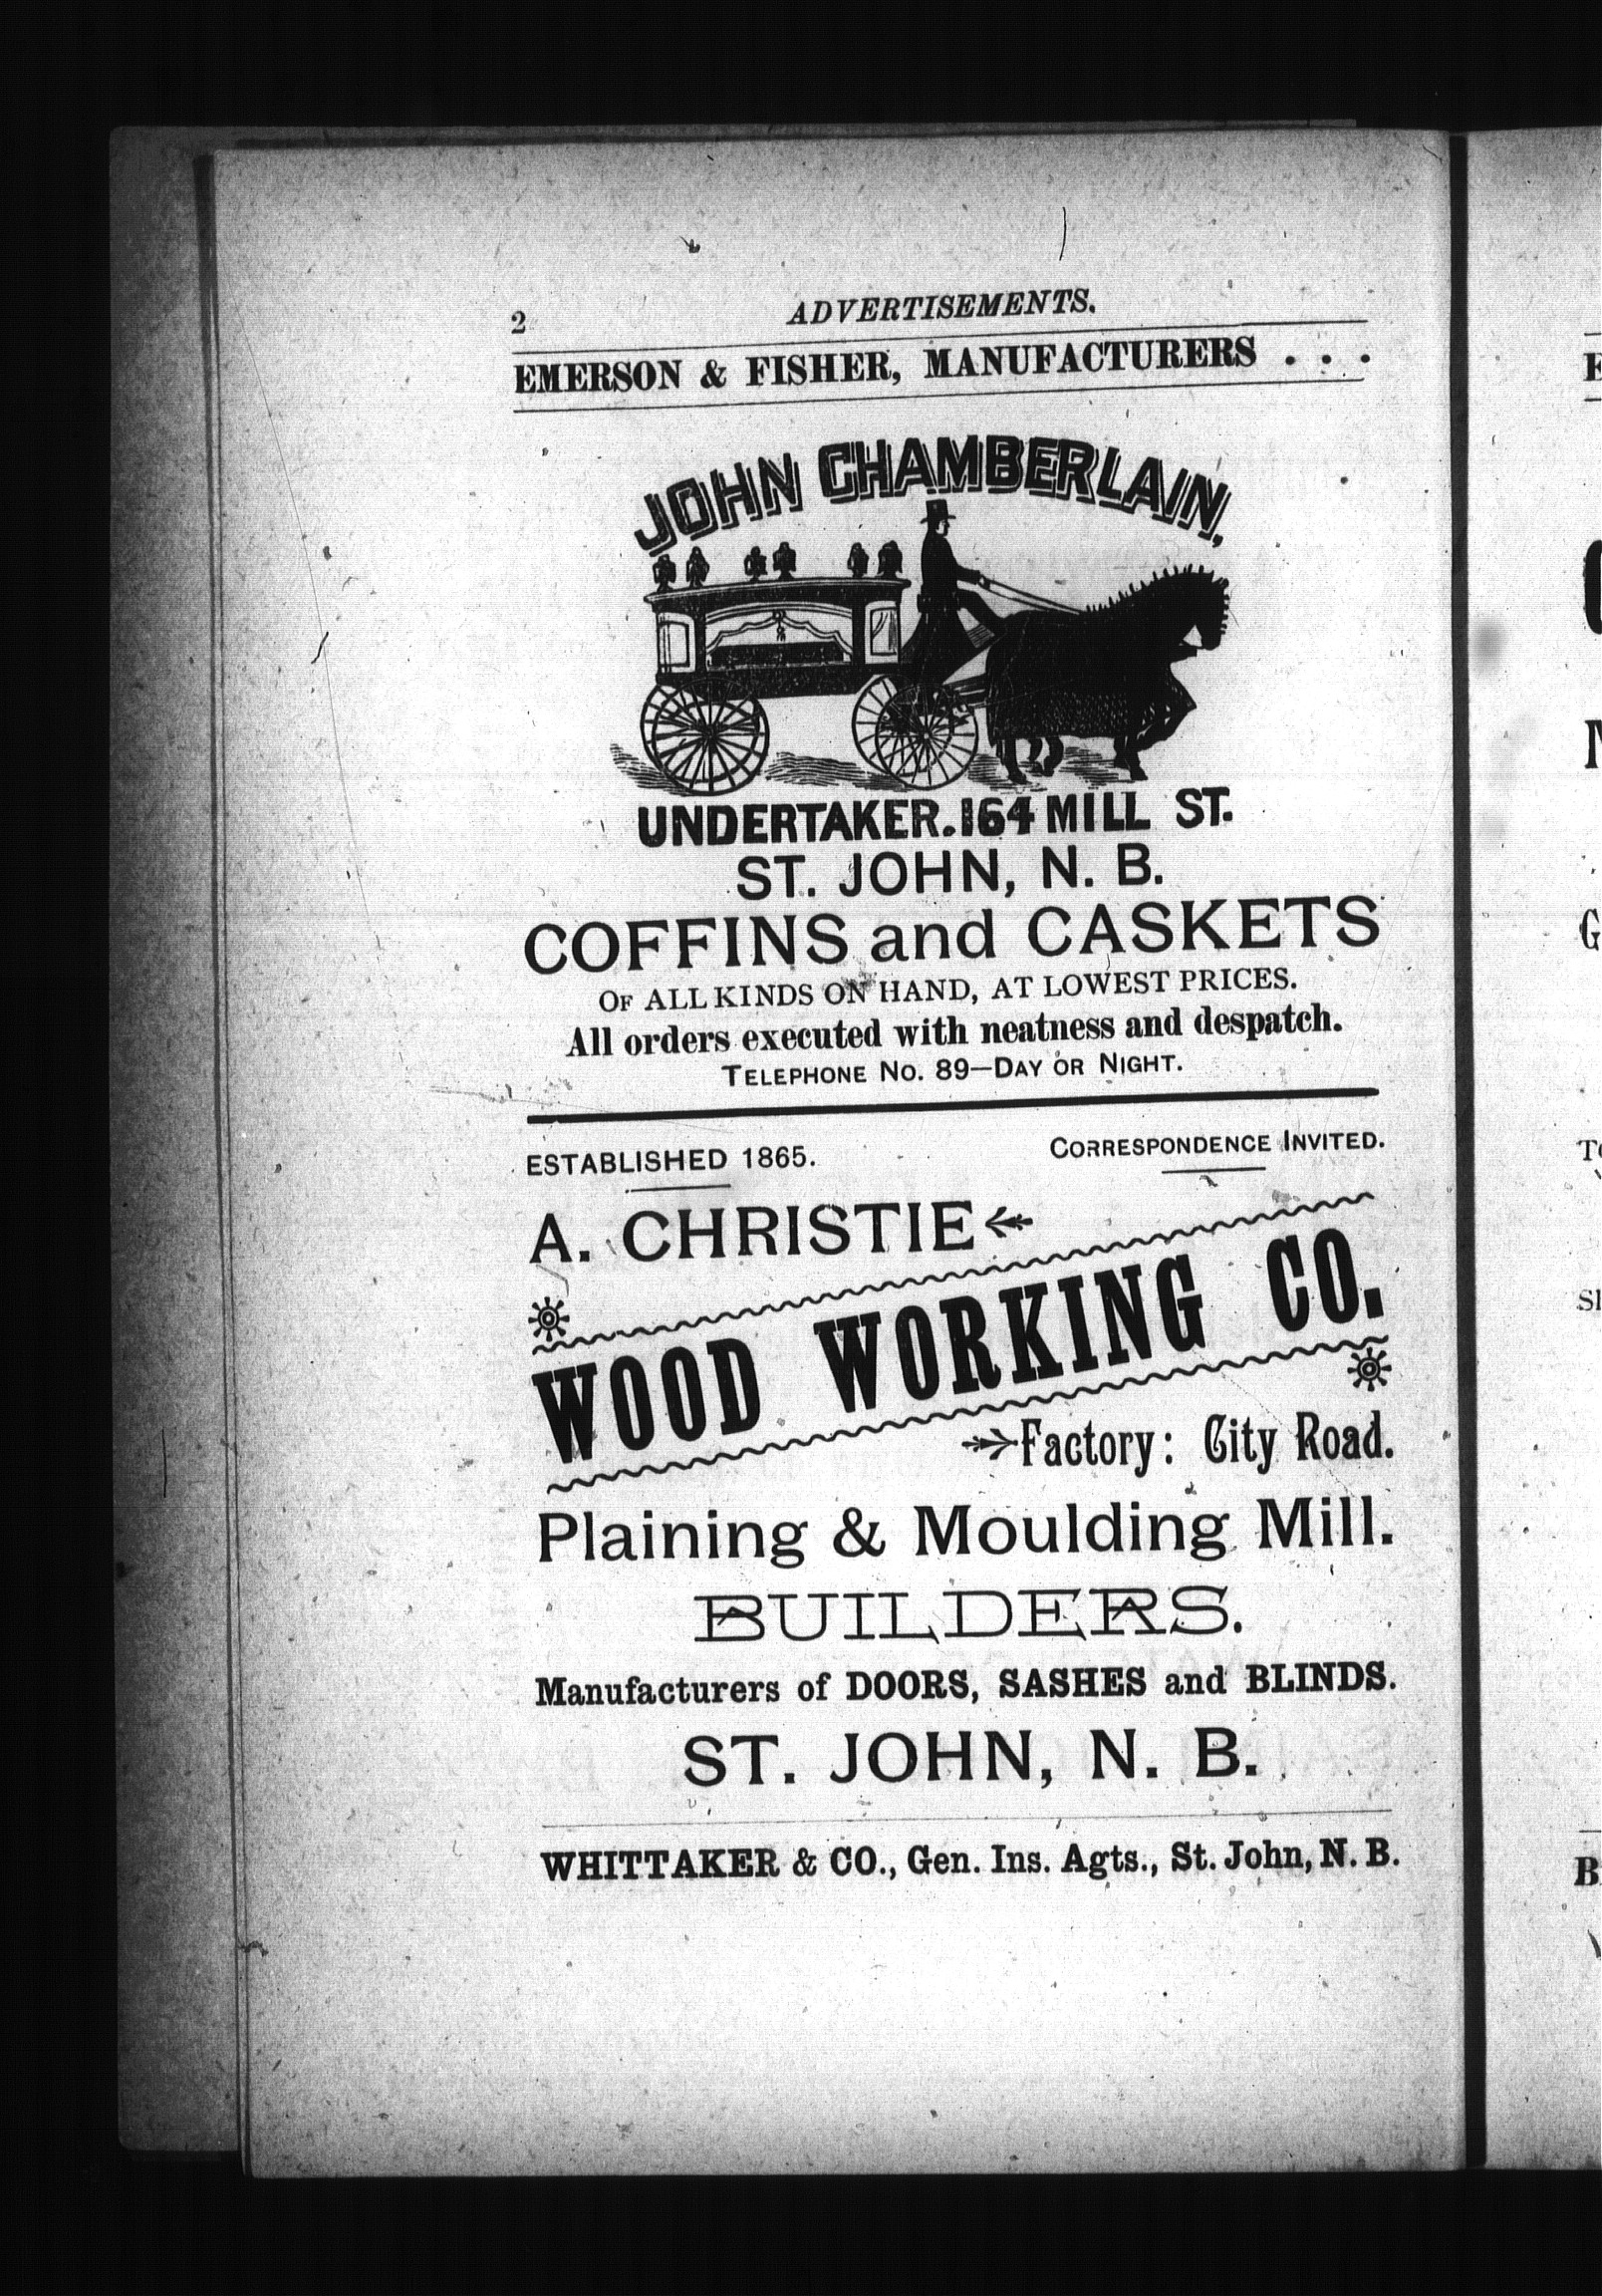 2
ADVERTISEMENTS.
EMERSON & FISHER, MANUFACTURERS . . .
JOHN CHAMBERLAIN,
UNDERTAKER. 164 MILL ST.
ST. JOHN, N. B.
COFFINS and CASKETS
OF ALL KINDS ON HAND, AT LOWEST PRICES.
All orders executed with neatness and despatch.
TELEPHONE NO. 89—DAY OR NIGHT.
ESTABLISHED 1865.
CORRESPONDENCE INVITED.
A. CHRISTIE
WOOD WORKING CO.
Factory: City Road.
Plaining & Moulding Mill.
BUILDERS.
Manufacturers of DOORS, SASHES and BLINDS.
ST. JOHN, N. B.
WHITTAKER & CO., Gen. Ins. Agts., St. John, N. B.